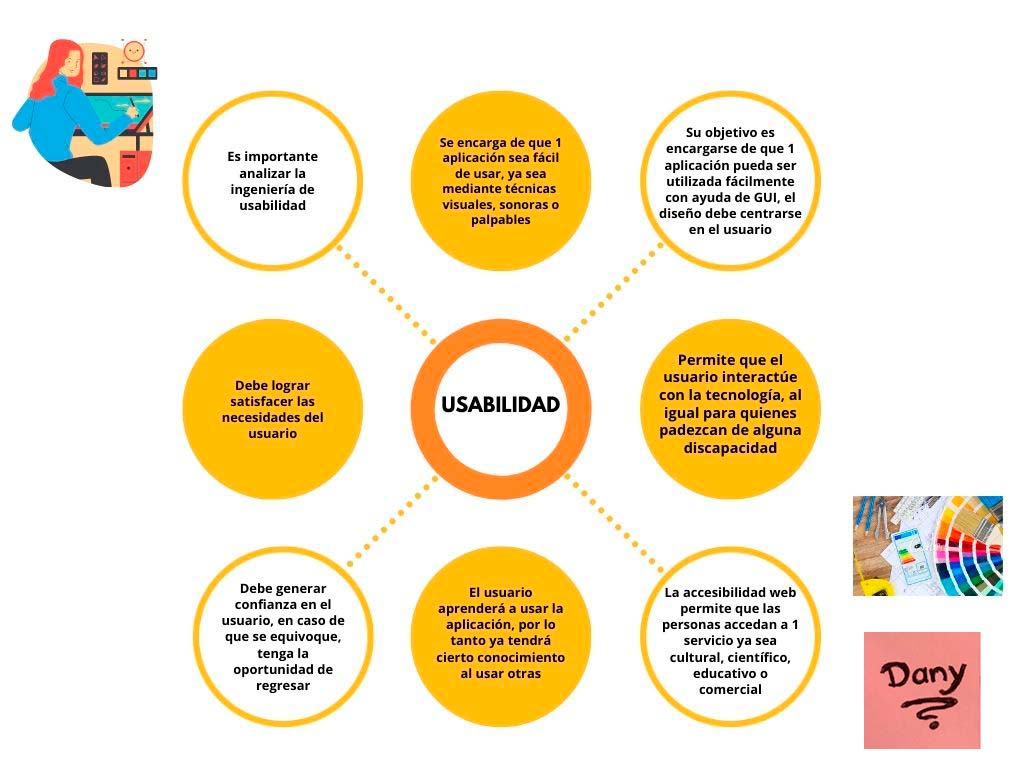 Es importante
analizar la
ingeniería de
usabilidad
Se encarga de que 1
aplicación sea fácil
de usar, ya sea
mediante técnicas
visuales, sonoras o
palpables
Su objetivo es
encargarse de que 1
aplicación pueda ser
utilizada fácilmente
con ayuda de GUI, el
diseño debe centrarse
en el usuario
Debe lograr
satisfacer las
necesidades del
usuario
USABILIDAD
Permite que el
usuario interactúe
con la tecnología, al
igual para quienes
padezcan de alguna
discapacidad
Debe generar
confianza en el
usuario, en caso de
que se equivoque,
tenga la
oportunidad de
regresar
El usuario
aprenderá a usar la
aplicación, por lo
tanto ya tendrá
cierto conocimiento
al usar otras
La accesibilidad web
permite que las
personas accedan a 1
servicio ya sea
cultural, científico,
educativo o
comercial
Dany